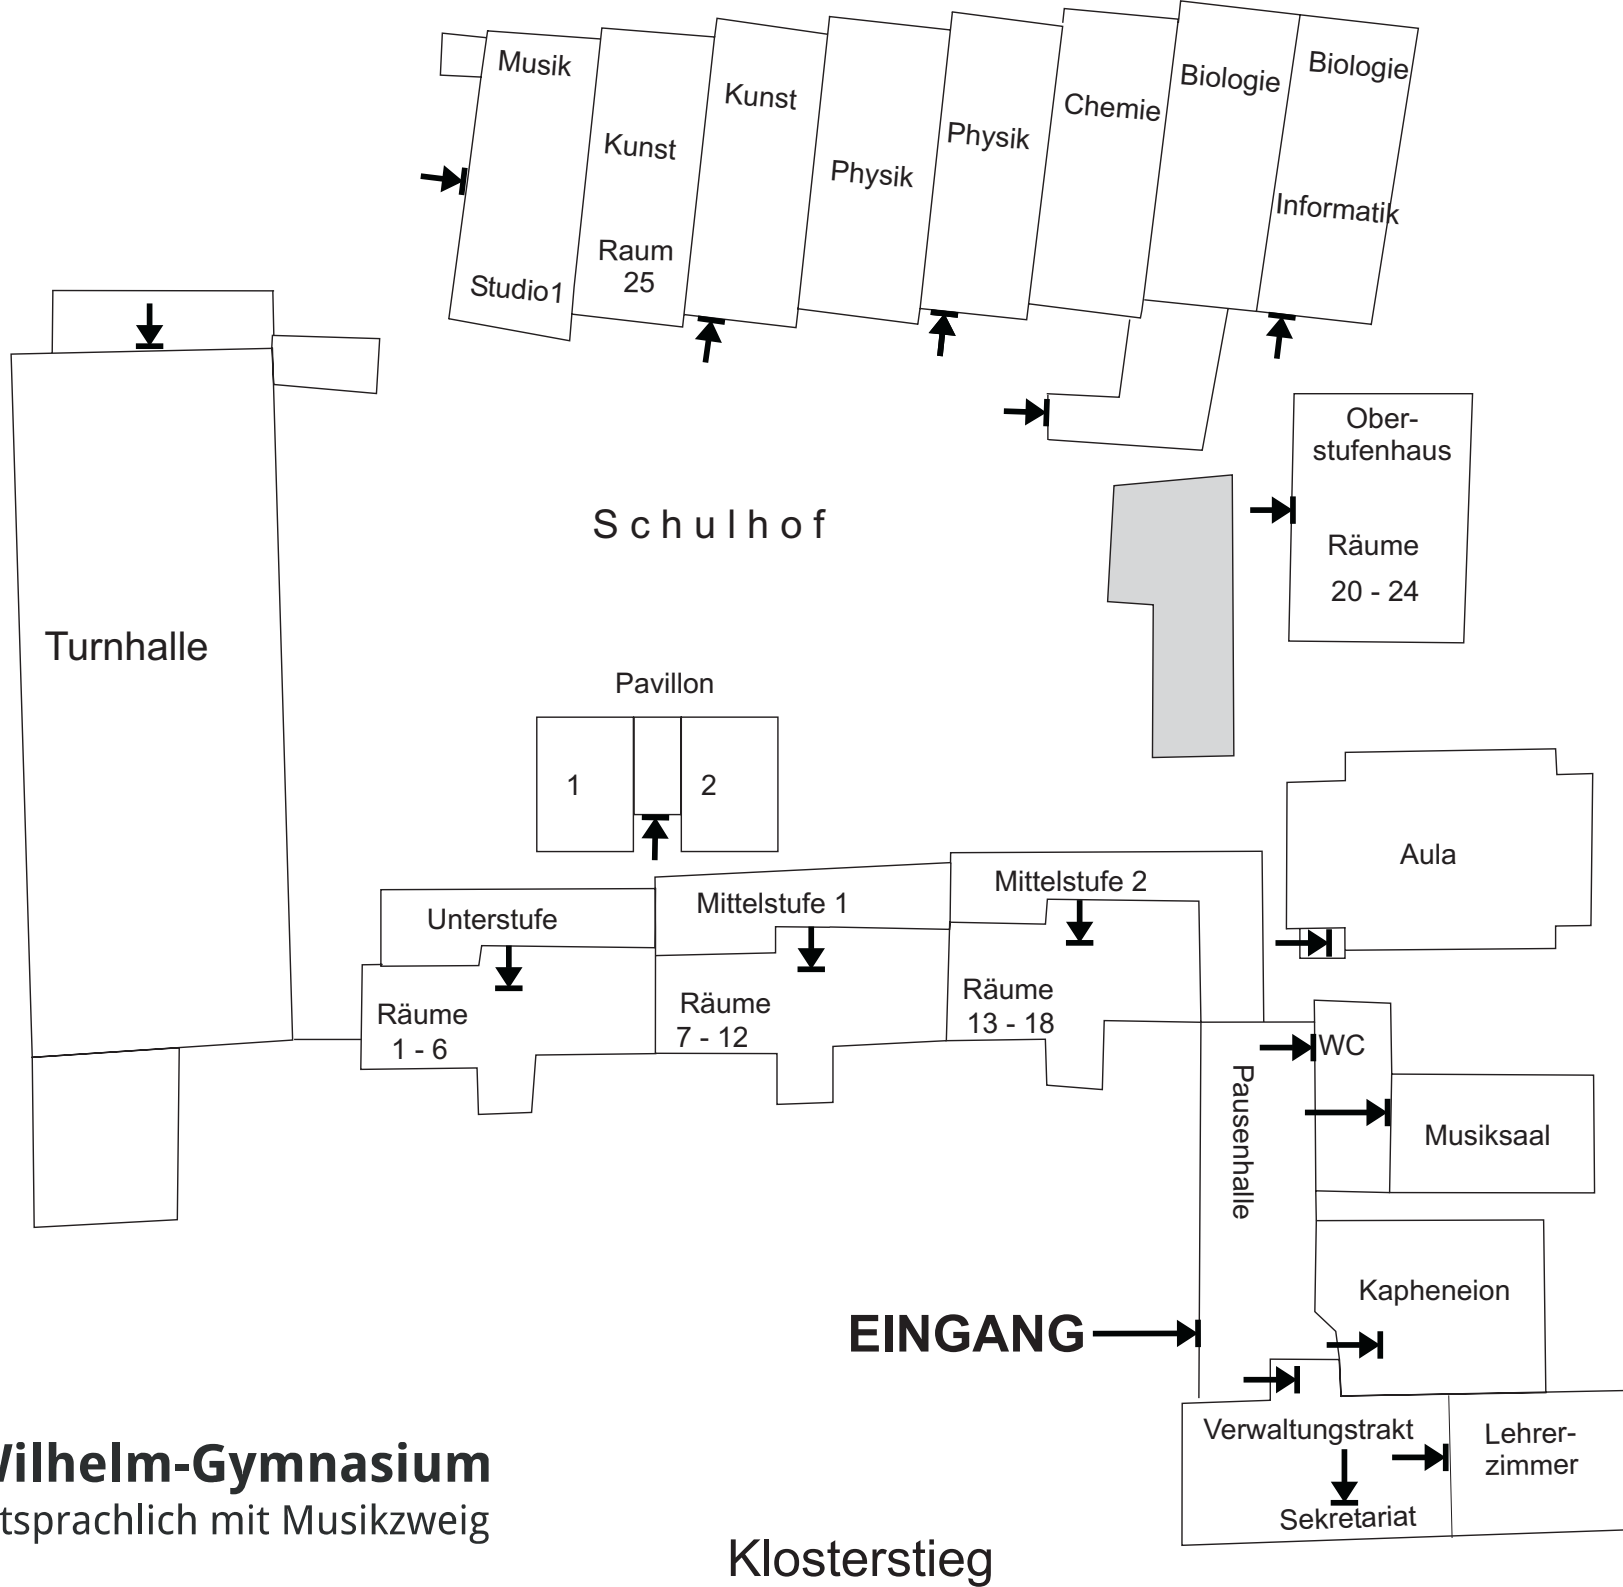 Musik
Kunst
Kunst
Physik
Physik
Chemie
Biologie
Biologie
Informatik
Raum
25
Studio1
Ober-
stufenhaus
Räume
20 - 24
Schulhof
Turnhalle
Pavillon
1
2
Aula
Unterstufe
Mittelstufe 1
Mittelstufe 2
Räume
1 - 6
Räume
7 - 12
Räume
13 - 18
WC
Pausenhalle
Musiksaal
Kapheneion
EINGANG
Verwaltungstrakt
Lehrer-
zimmer
Sekretariat
Wilhelm-Gymnasium
mit Musikzweig
Klosterstieg